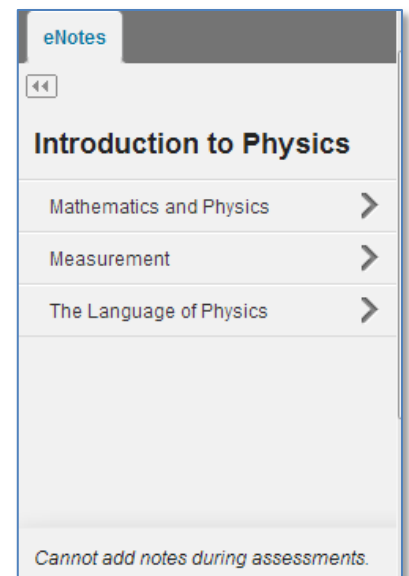 eNotes
Introduction to Physics
Mathematics and Physics
Measurement
The Language of Physics
Cannot add notes during assessments.